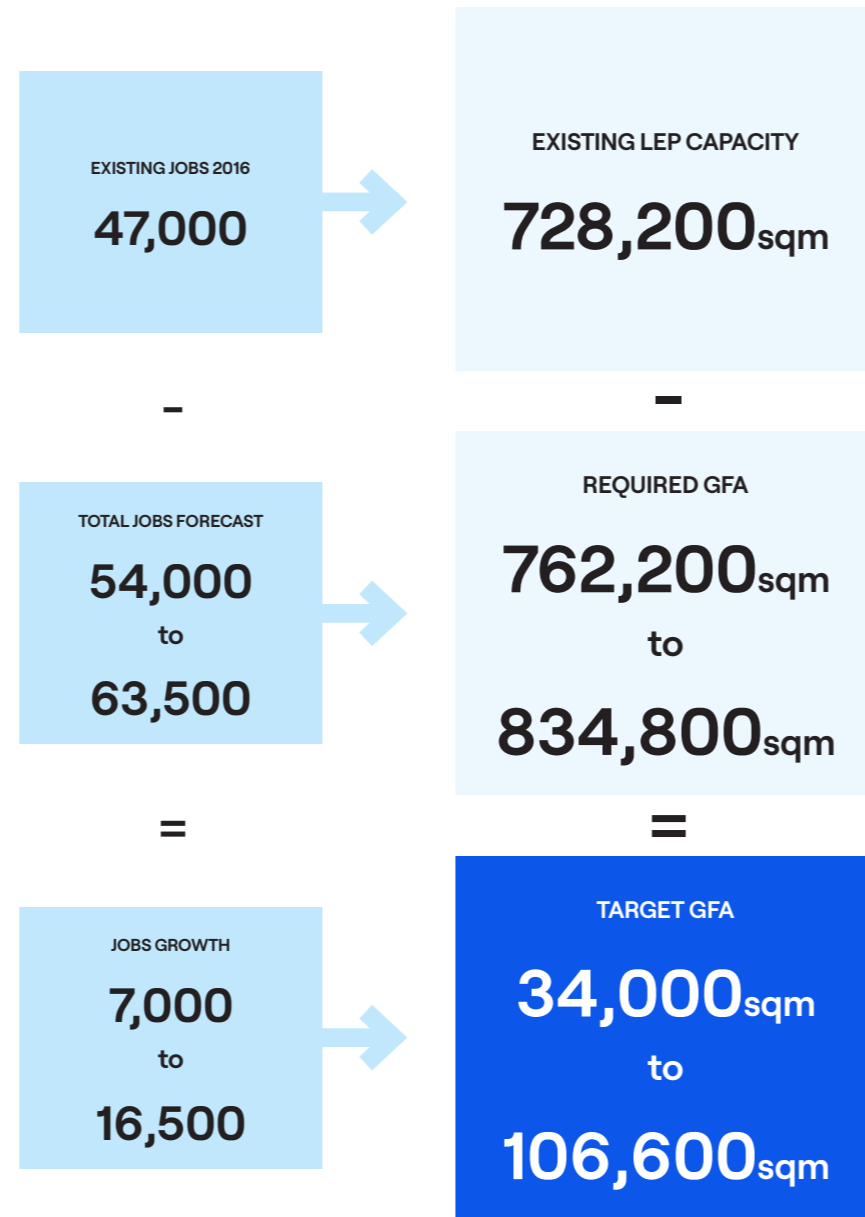 EXISTING JOBS 2016
47,000
EXISTING LEP CAPACITY
728,200sqm
-
-
TOTAL JOBS FORECAST
54,000
to
63,500
REQUIRED GFA
762,200sqm
to
834,800sqm
=
=
JOBS GROWTH
7,000
to
16,500
TARGET GFA
34,000sqm
to
106,600sqm